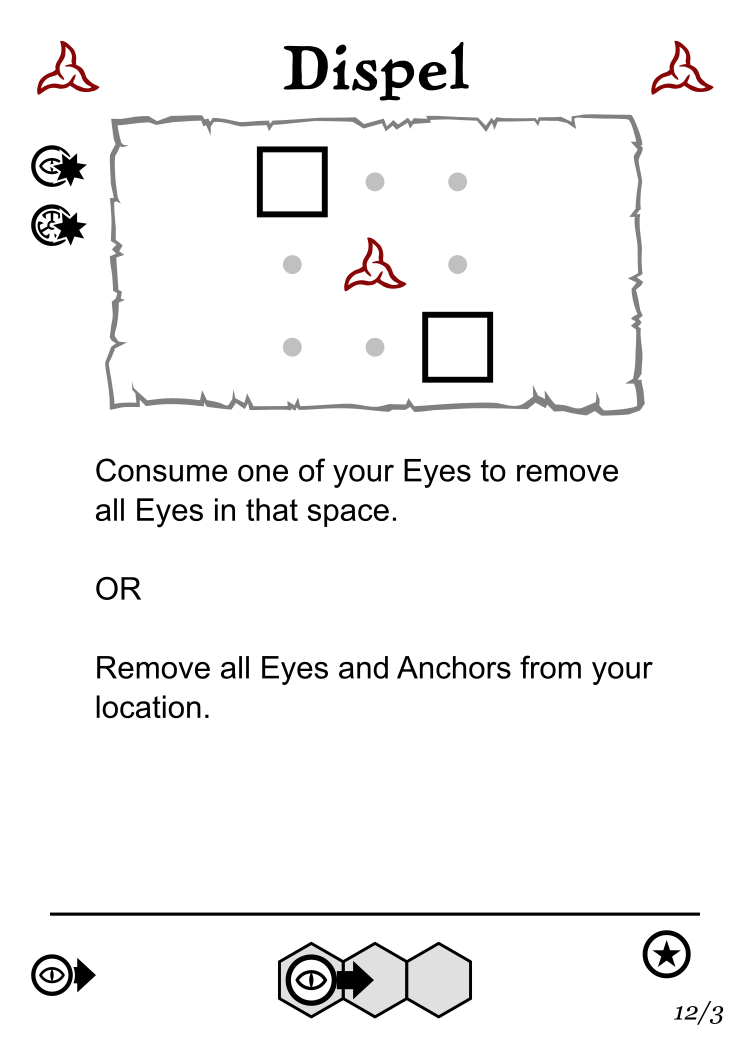 Dispel
Consume one of your Eyes to remove
all Eyes in that space.
OR
Remove all Eyes and Anchors from your
location.
12/3